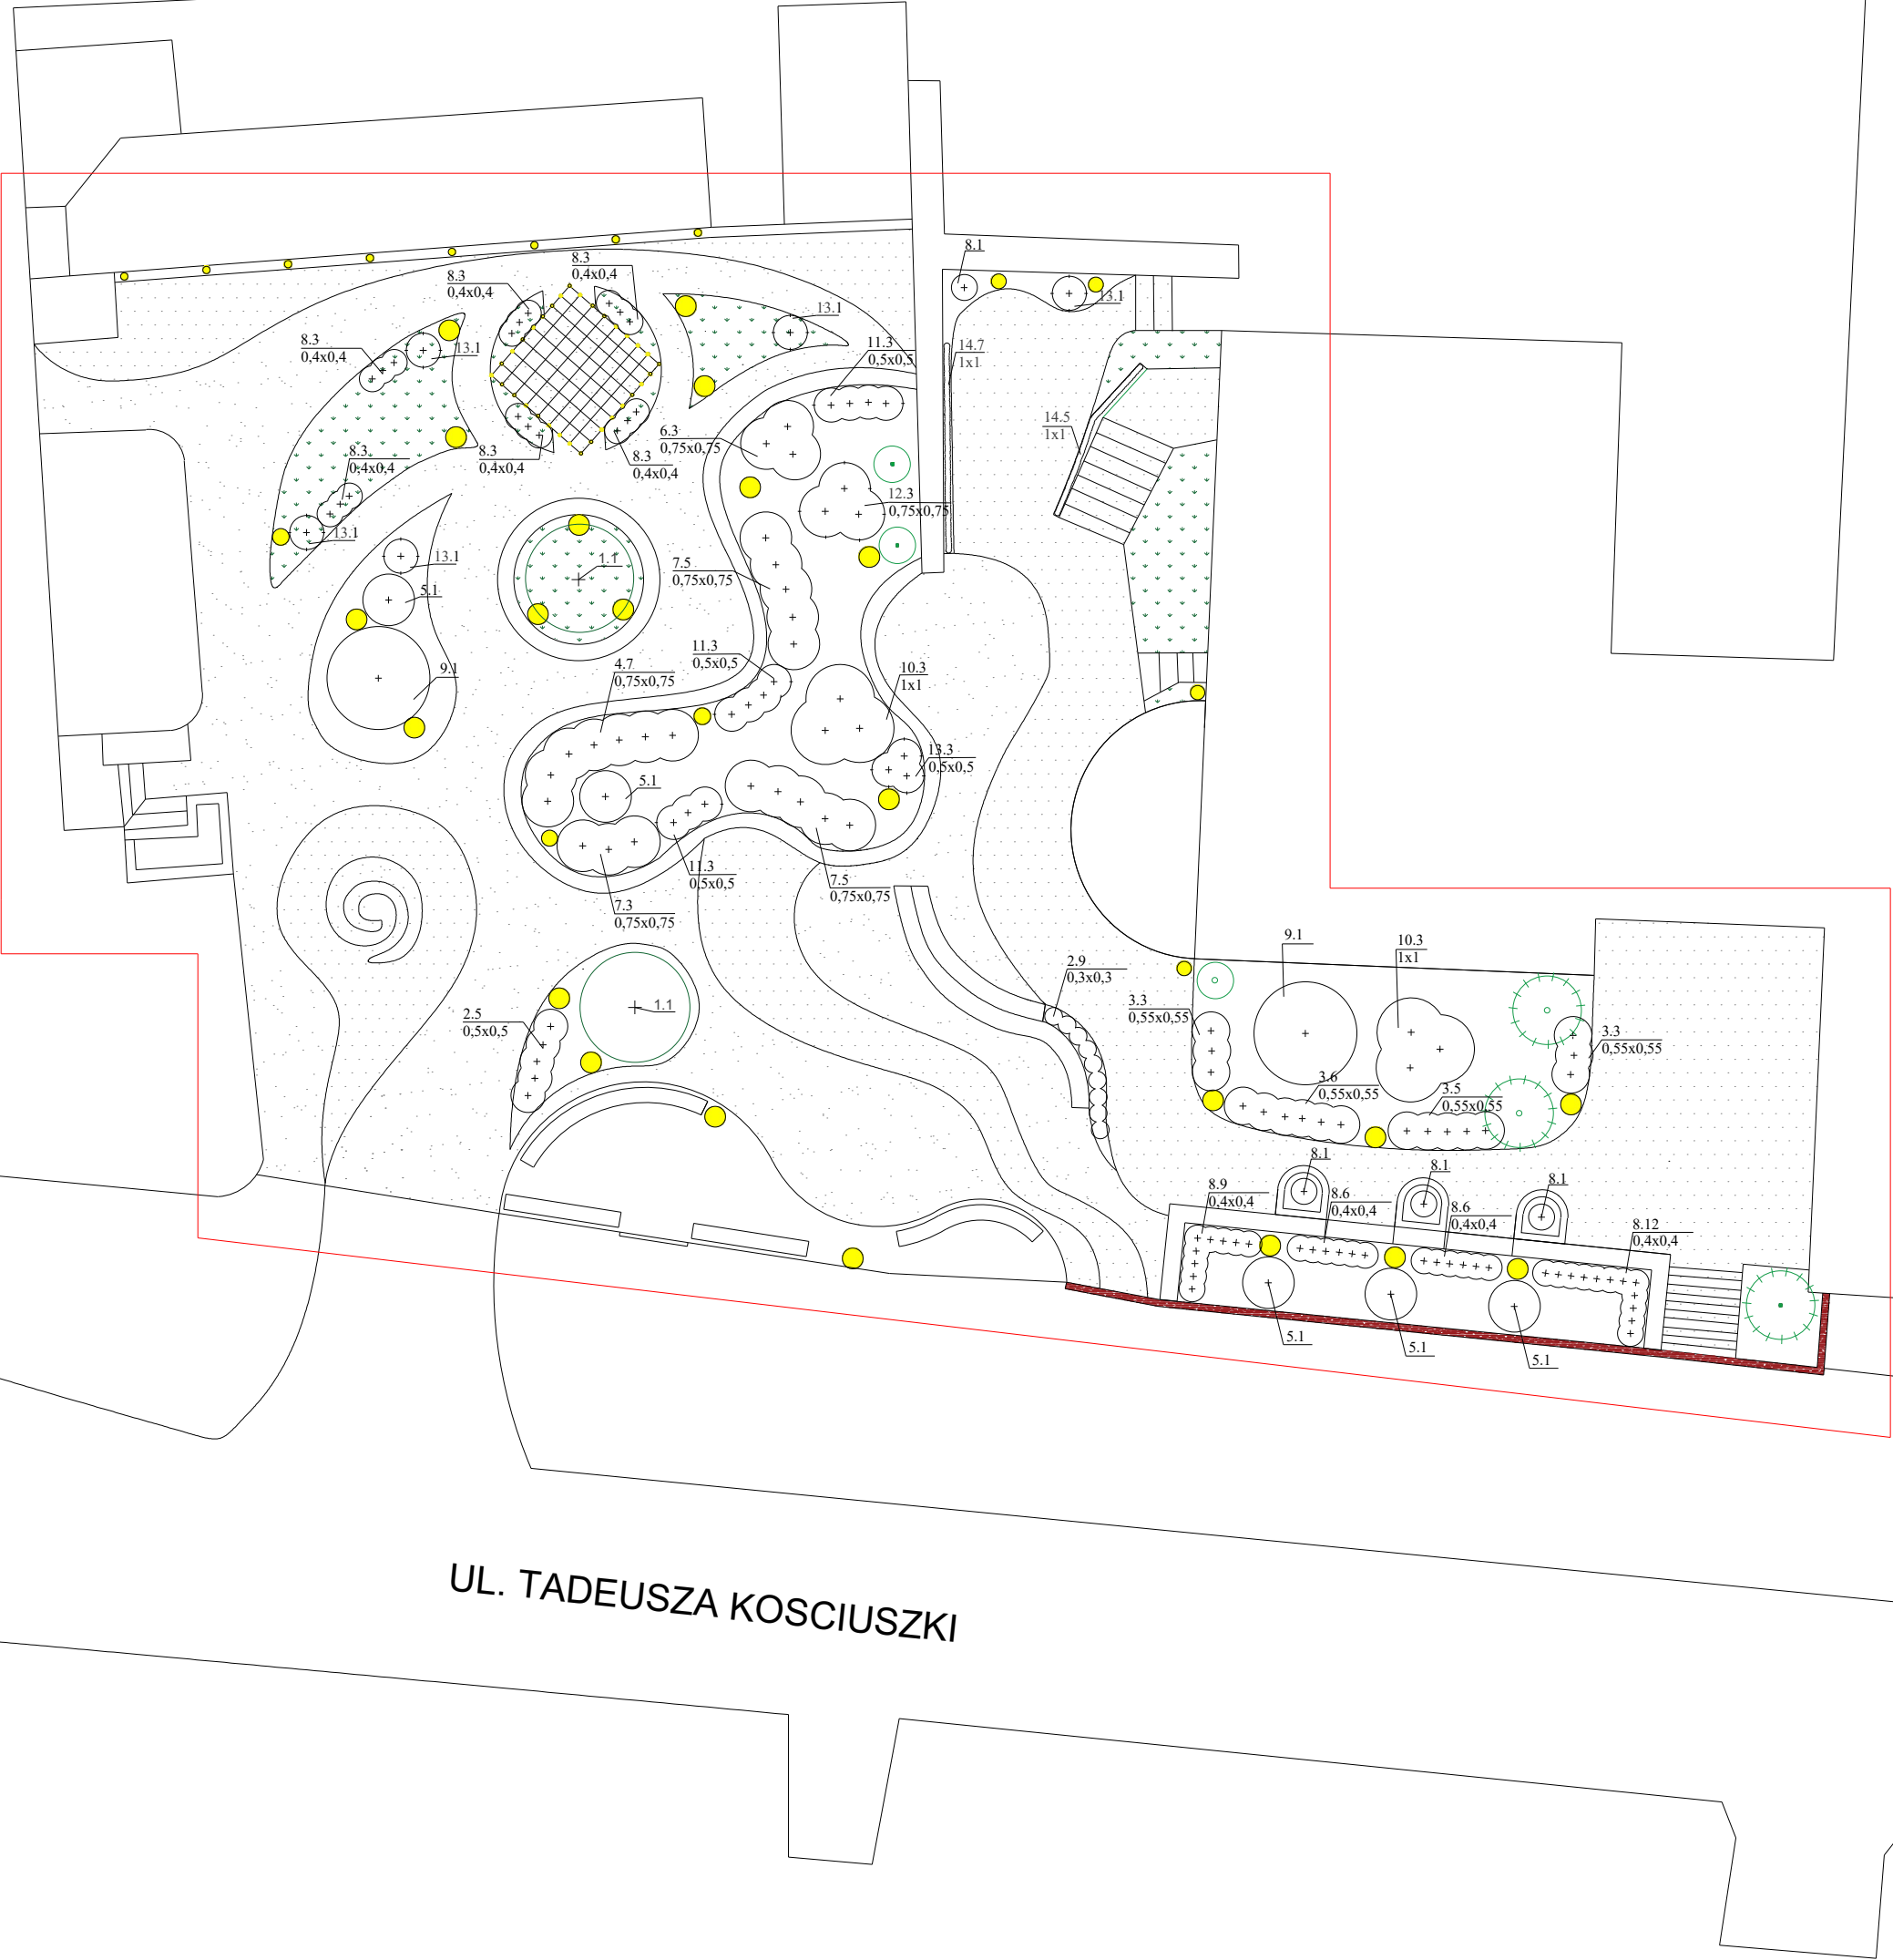 8.1
8.3
0,4x0,4
8.3
0,4x0,4
13.1
13.1
8.3
0,4x0,4
13.1
11.3
0,5x0,5
14.7
1x1
14.5
1x1
6.3
0,75x0,75
8.3
0,4x0,4
8.3
0,4x0,4
8.3
0,4x0,4
12.3
0,75x0,75
13.1
13.1
1.1
7.5
0,75x0,75
5.1
11.3
0,5x0,5
4.7
0,75x0,75
9.1
10.3
1x1
13.3
0,5x0,5
5.1
11.3
0,5x0,5
7.5
0,75x0,75
7.3
0,75x0,75
9.1
10.3
1x1
2.9
0,3x0,3
1.1
3.3
0,55x0,55
2.5
0,5x0,5
3.3
0,55x0,55
3.6
0,55x0,55
3.5
0,55x0,55
8.1
8.1
8.1
8.9
0,4x0,4
8.6
0,4x0,4
8.6
0,4x0,4
8.12
0,4x0,4
5.1
5.1
5.1
UL. TADEUSZA KOSCIUSZKI